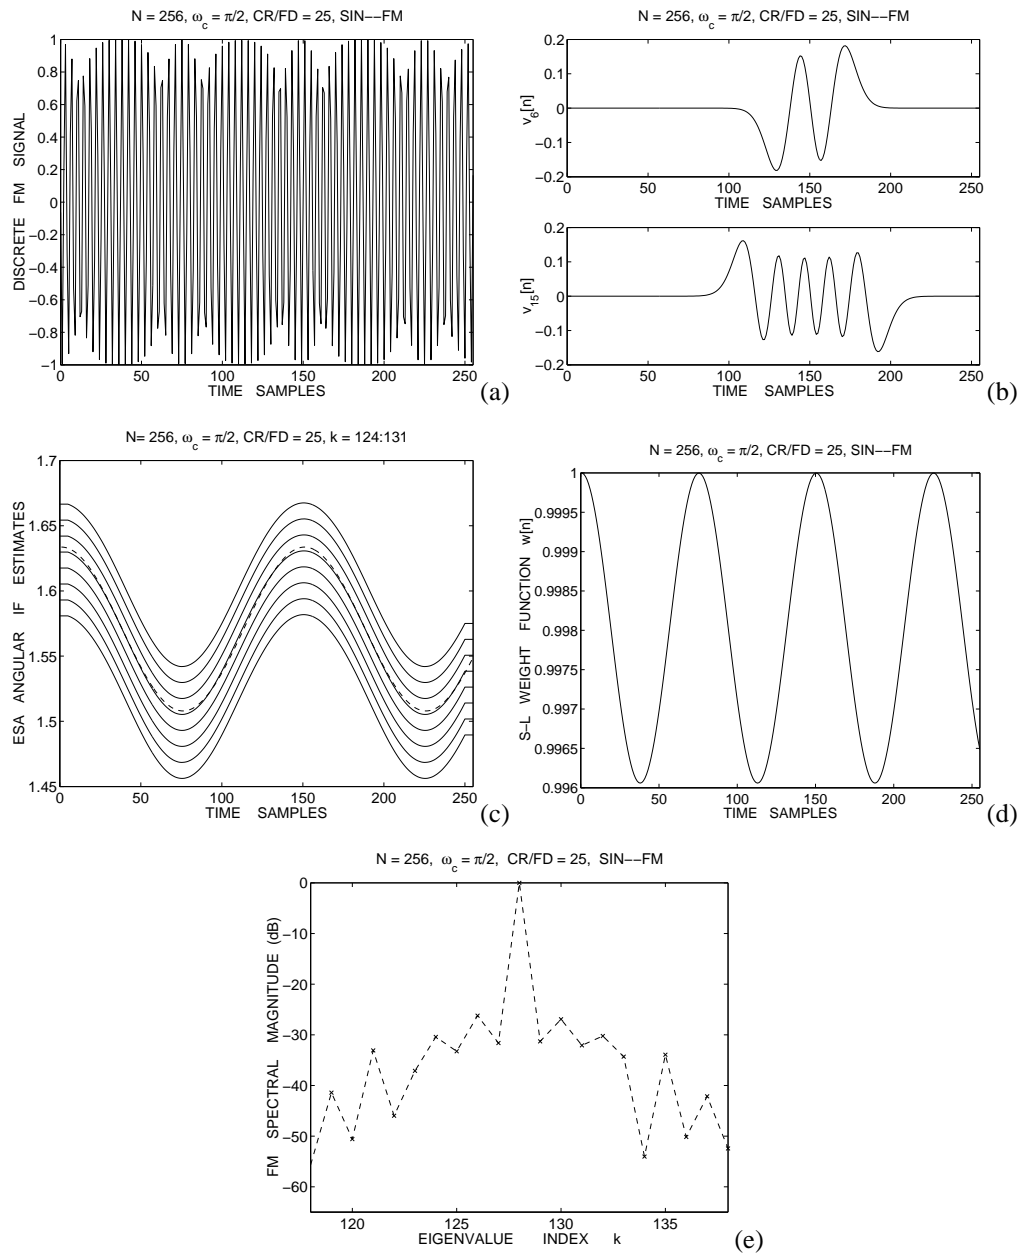 N = 256, ω_c = π/2, CR/FD = 25, SIN−−FM
DISCRETE FM SIGNAL
1
0.8
0.6
0.4
0.2
0
−0.2
−0.4
−0.6
−0.8
−1
0 50 100 150 200 250
TIME SAMPLES
(a)
N = 256, ω_c = π/2, CR/FD = 25, SIN−−FM
v_6[n]
0.2
0.1
0
−0.1
−0.2
0 50 100 150 200 250
TIME SAMPLES
v_15[n]
0.2
0.1
0
−0.1
0.2
0 50 100 150 200 250
TIME SAMPLES
(b)
N= 256, ω_c = π/2, CR/FD = 25, k = 124:131
ESA ANGULAR IF ESTIMATES
1.7
1.65
1.6
1.55
1.5
1.45
0 50 100 150 200 250
TIME SAMPLES
(c)
N = 256, ω_c = π/2, CR/FD = 25, SIN−−FM
S−L WEIGHT FUNCTION w[n]
1
0.9995
0.999
0.9985
0.998
0.9975
0.997
0.9965
0.996
0 50 100 150 200 250
TIME SAMPLES
(d)
N = 256, ω_c = π/2, CR/FD = 25, SIN−−FM
FM SPECTRAL MAGNITUDE (dB)
0
−10
−20
−30
−40
−50
−60
120 125 130 135
EIGENVALUE INDEX k
(e)